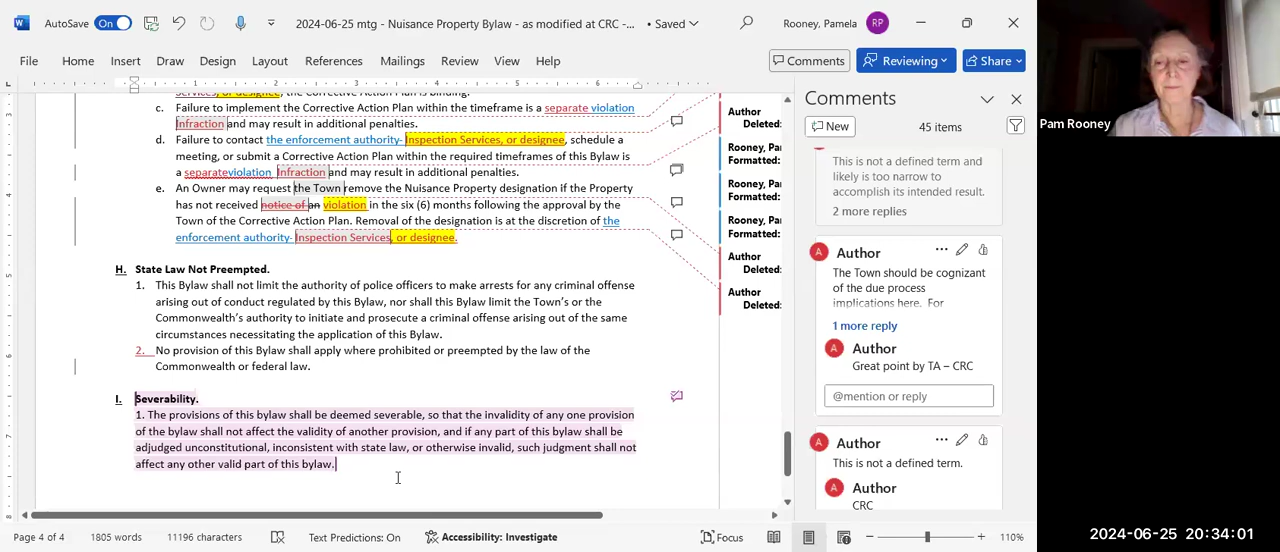 AutoSave On 2024-06-25 mtg - Nuisance Property Bylaw - as modified at CRC -... • Saved Rooney, Pamela RP
File Home Insert Draw Design Layout References Mailings Review View Help Comments Reviewing Share
c. Failure to implement the Corrective Action Plan within the timeframe is a separate violation
Infraction and may result in additional penalties.
d. Failure to contact the enforcement authority- Inspection Services, or designee, schedule a
meeting, or submit a Corrective Action Plan within the required timeframes of this Bylaw is
a separateviolation Infraction and may result in additional penalties.
e. An Owner may request the Town remove the Nuisance Property designation if the Property
has not received notice of an violation in the six (6) months following the approval by the
Town of the Corrective Action Plan. Removal of the designation is at the discretion of the
enforcement authority- Inspection Services, or designee.
H. State Law Not Preempted.
1. This Bylaw shall not limit the authority of police officers to make arrests for any criminal offense
arising out of conduct regulated by this Bylaw, nor shall this Bylaw limit the Town's or the
Commonwealth's authority to initiate and prosecute a criminal offense arising out of the same
circumstances necessitating the application of this Bylaw.
2. No provision of this Bylaw shall apply where prohibited or preempted by the law of the
Commonwealth or federal law.
I. Severability.
1. The provisions of this bylaw shall be deemed severable, so that the invalidity of any one provision
of the bylaw shall not affect the validity of another provision, and if any part of this bylaw shall be
adjudged unconstitutional, inconsistent with state law, or otherwise invalid, such judgment shall not
affect any other valid part of this bylaw.
Author
Deleted:
Rooney, Pa
Formatted:
Rooney, Pa
Formatted:
Rooney, Pa
Formatted:
Author
Deleted:
Author
Deleted:
Comments
New 45 items
This is not a defined term and
likely is too narrow to
accomplish its intended result.
2 more replies
A Author
The Town should be cognizant
of the due process
implications here. For
1 more reply
A Author
Great point by TA – CRC
@mention or reply
A Author
This is not a defined term.
A Author
CRC
Page 4 of 4 1805 words 11196 characters Text Predictions: On Accessibility: Investigate Focus 110%
Pam Rooney
2024-06-25 20:34:01